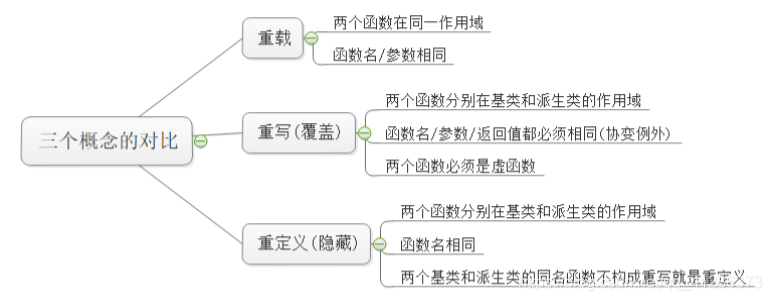 三个概念的对比
重载
两个函数在同一作用域
函数名/参数相同
重写(覆盖)
两个函数分别在基类和派生类的作用域
函数名/参数/返回值都必须相同(协变例外)
两个函数必须是虚函数
重定义(隐藏)
两个函数分别在基类和派生类的作用域
函数名相同
两个基类和派生类的同名函数不构成重写就是重定义